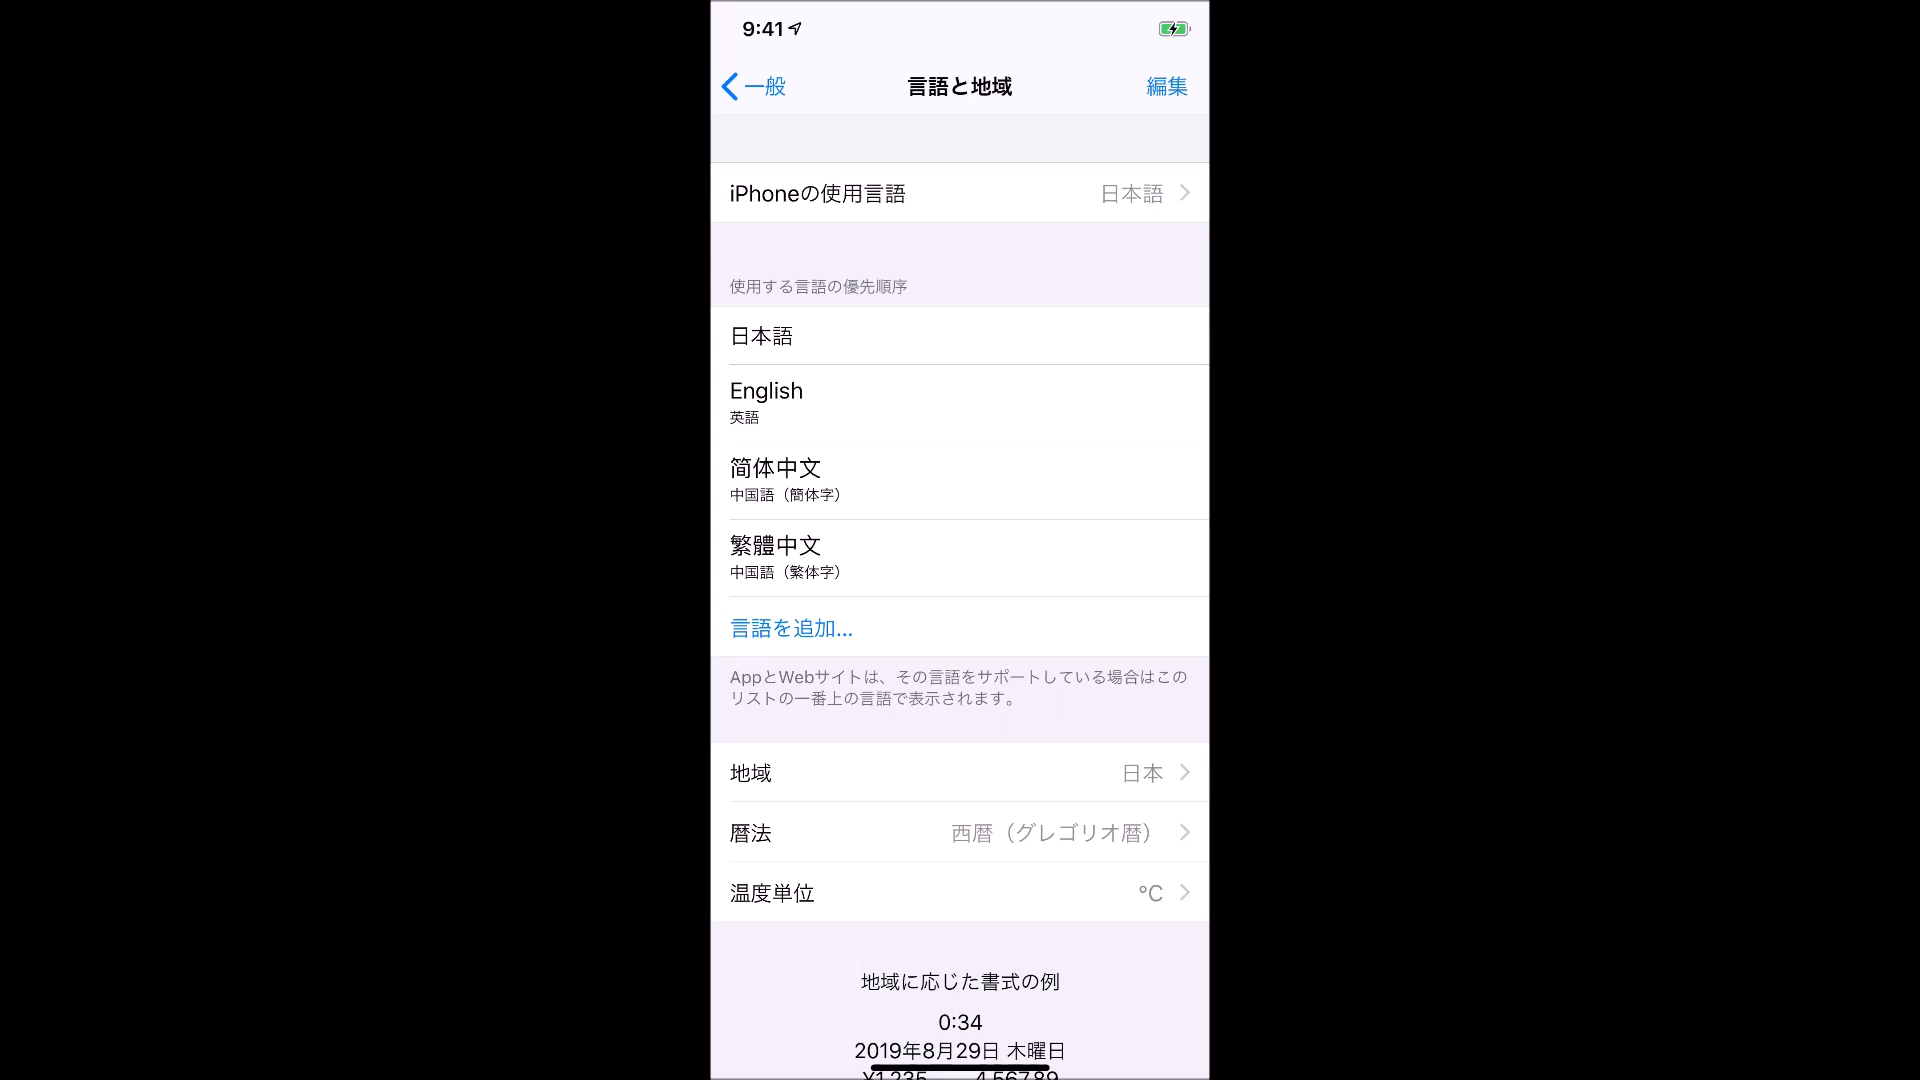 9:41
一般
言語と地域
編集
iPhoneの使用言語
日本語
使用する言語の優先順序
日本語
English
英語
简体中文
中国語（簡体字）
繁體中文
中国語（繁体字）
言語を追加...
AppとWebサイトは、その言語をサポートしている場合はこの
リストの一番上の言語で表示されます。
地域
日本
暦法
西暦（グレゴリオ暦）
温度単位
°C
地域に応じた書式の例
0:34
2019年8月29日 木曜日
¥1,235 4,567.89